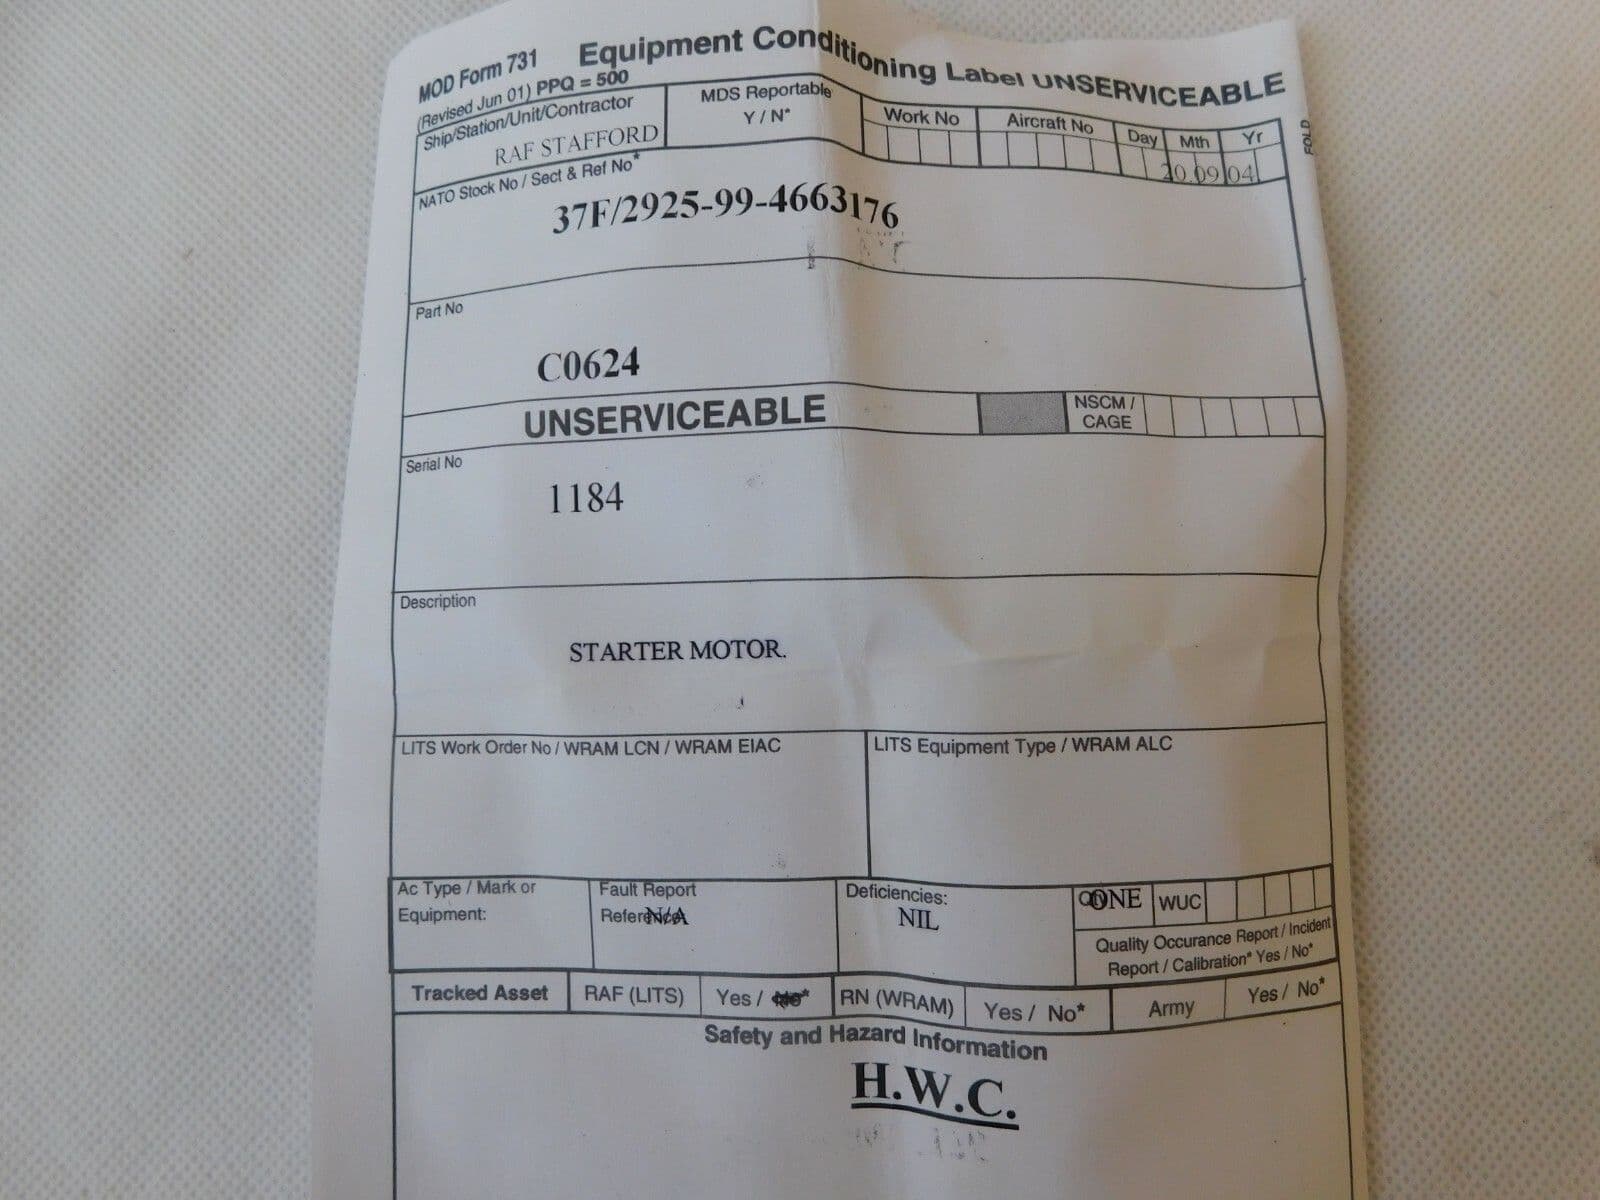 MOD Form 731 Equipment Conditioning Label UNSERVICEABLE
(Revised Jun 01) PPQ = 500
Ship/Station/Unit/Contractor
RAF STAFFORD
MDS Reportable
Y / N*
Work No
Aircraft No
Day Mth Yr
20.09 04
FOLD
NATO Stock No / Sect & Ref No*
37F/2925-99-4663176
Part No
C0624
UNSERVICEABLE
NSCM /
CAGE
Serial No
1184
Description
STARTER MOTOR.
LITS Work Order No / WRAM LCN / WRAM EIAC
LITS Equipment Type / WRAM ALC
Ac Type / Mark or
Equipment:
Fault Report
Reference
N/A
Deficiencies:
NIL
ONE
WUC
Quality Occurance Report / Incident
Report / Calibration* Yes / No*
Tracked Asset RAF (LITS) Yes / No* RN (WRAM) Yes / No* Army Yes / No*
Safety and Hazard Information
H.W.C.